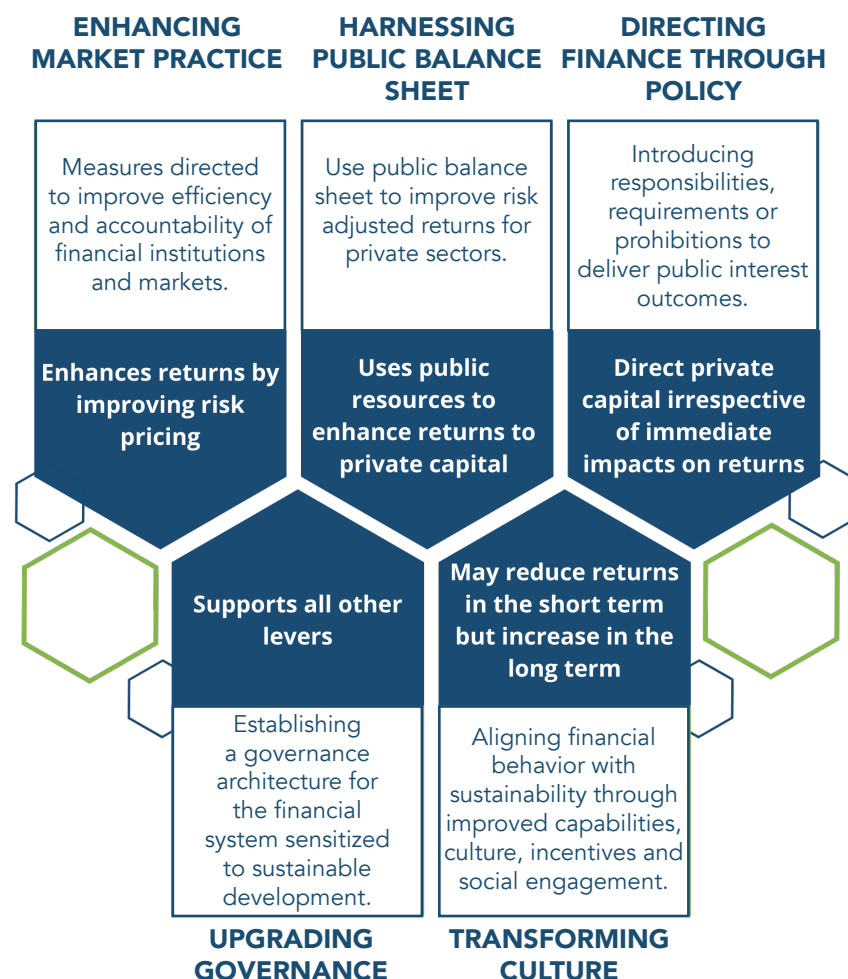 ENHANCING
MARKET PRACTICE
Measures directed
to improve efficiency
and accountability of
financial institutions
and markets.
Enhances returns by
improving risk
pricing
HARNESSING
PUBLIC BALANCE
SHEET
Use public balance
sheet to improve risk
adjusted returns for
private sectors.
Uses public
resources to
enhance returns to
private capital
DIRECTING
FINANCE THROUGH
POLICY
Introducing
responsibilities,
requirements or
prohibitions to
deliver public interest
outcomes.
Direct private
capital irrespective
of immediate
impacts on returns
Supports all other
levers
Establishing
a governance
architecture for
the financial
system sensitized
to sustainable
development.
UPGRADING
GOVERNANCE
May reduce returns
in the short term
but increase in the
long term
Aligning financial
behavior with
sustainability through
improved capabilities,
culture, incentives and
social engagement.
TRANSFORMING
CULTURE